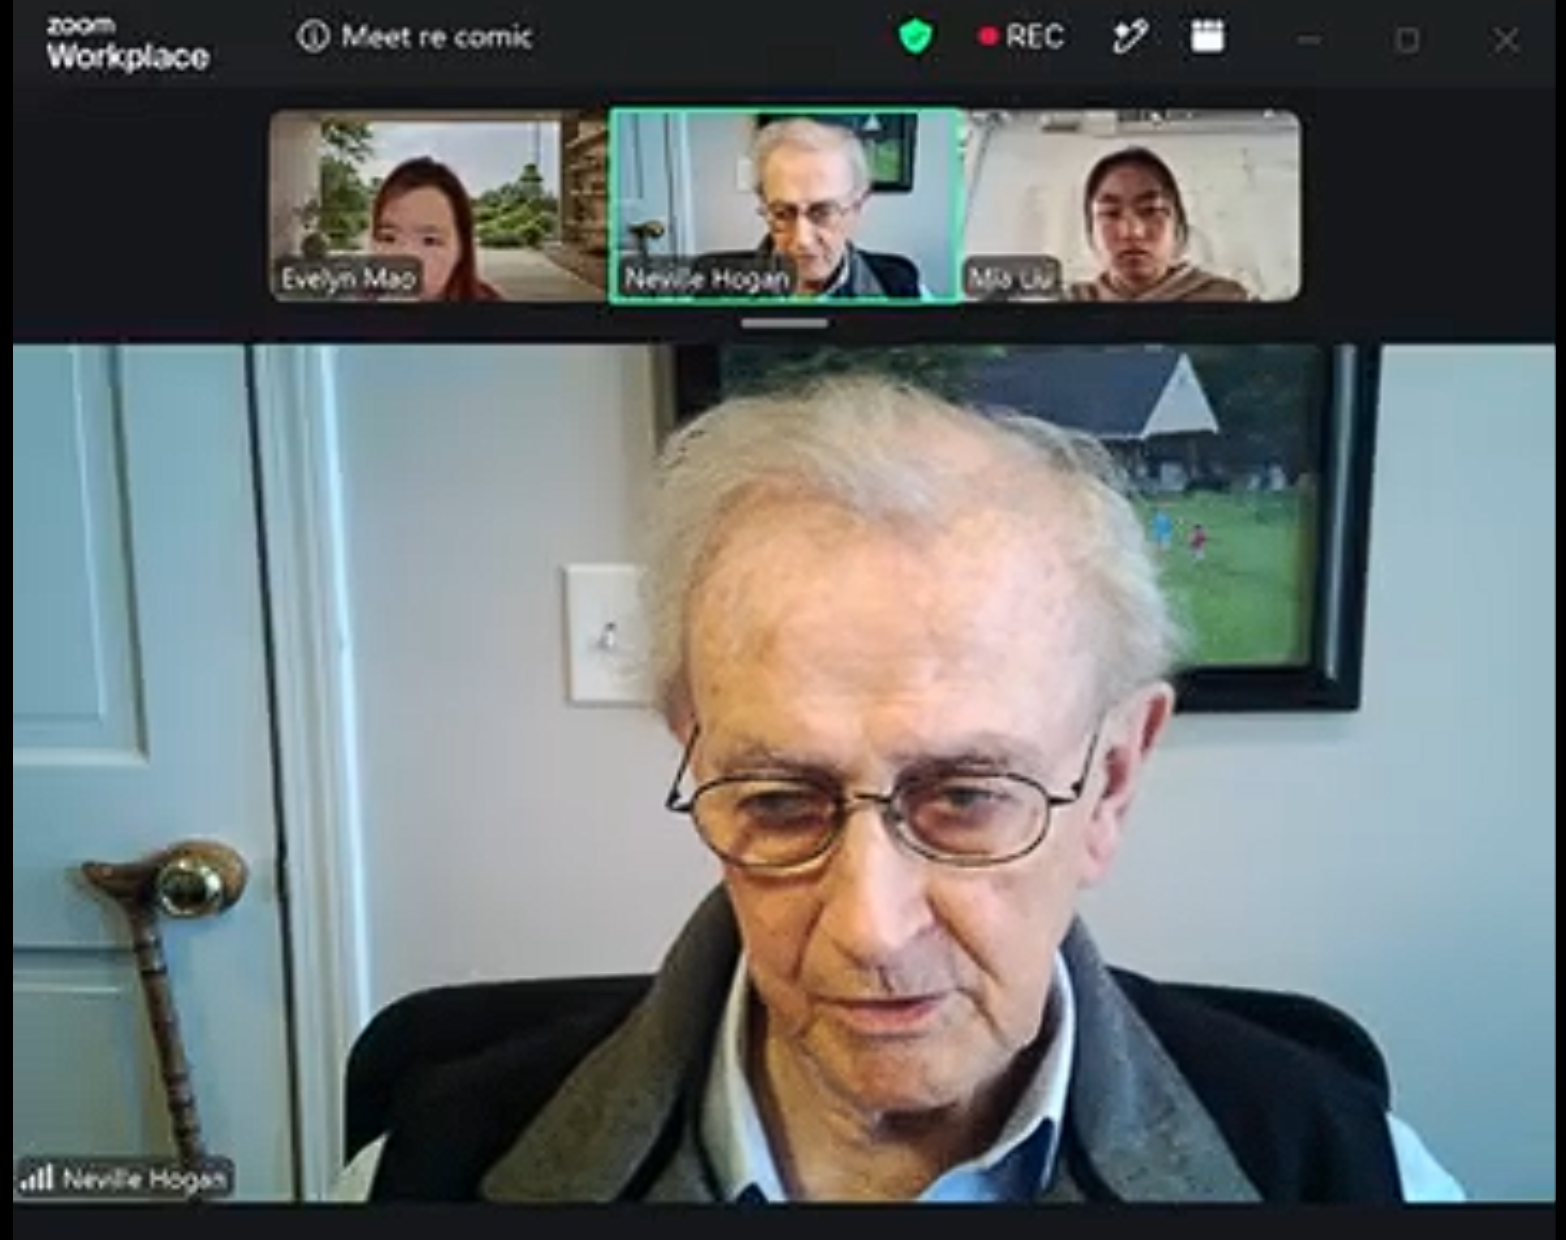 zoom
Workplace
Meet re comic
REC
Evelyn Mao
Neville Hogan
Mia Liu
Neville Hogan